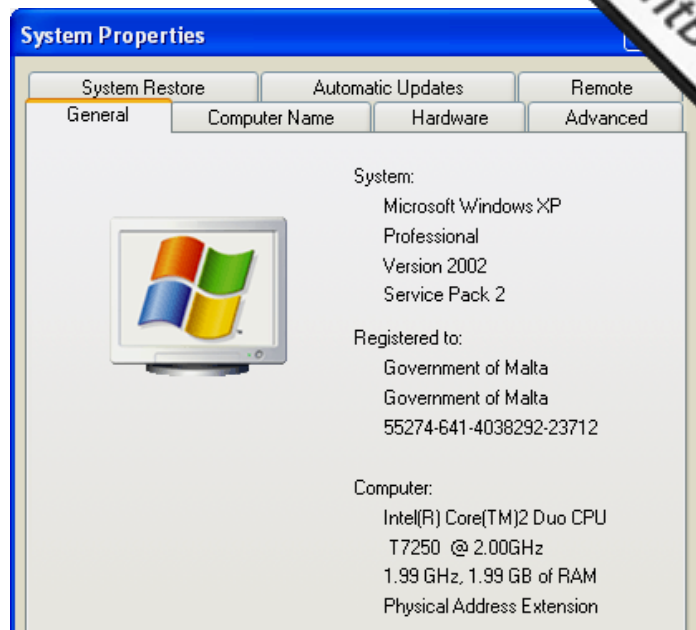 System Properties
System Restore
Automatic Updates
Remote
General
Computer Name
Hardware
Advanced
System:
Microsoft Windows XP
Professional
Version 2002
Service Pack 2
Registered to:
Government of Malta
Government of Malta
55274-641-4038292-23712
Computer:
Intel(R) Core(TM)2 Duo CPU
T7250 @ 2.00GHz
1.99 GHz, 1.99 GB of RAM
Physical Address Extension